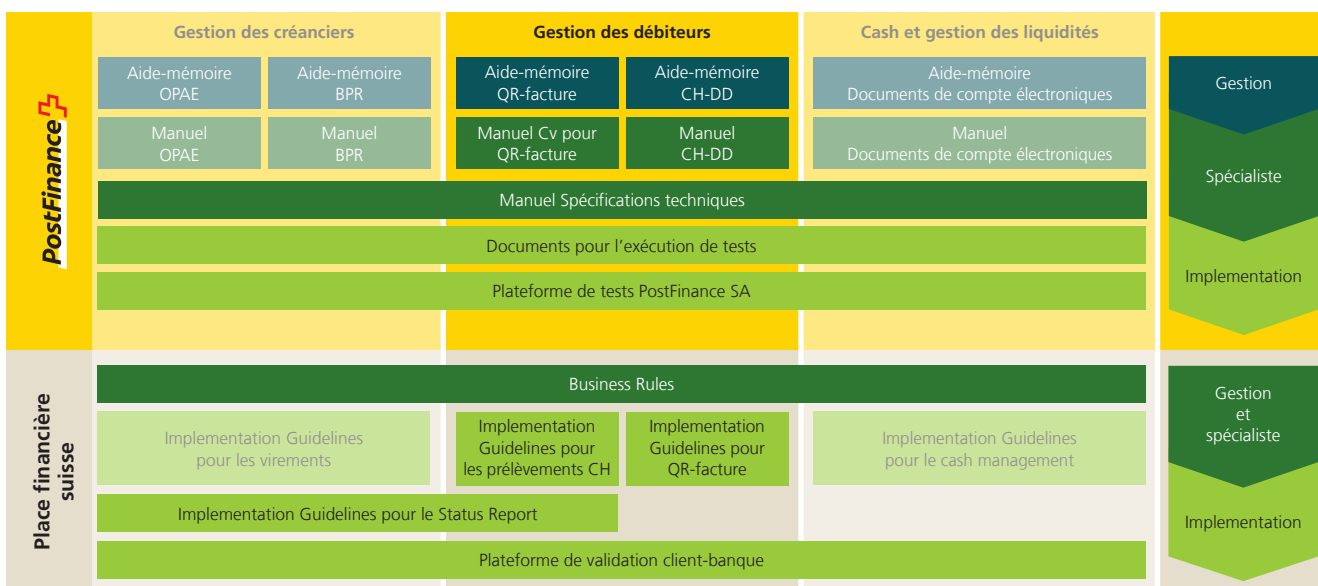 Gestion des créanciers
Gestion des débiteurs
Cash et gestion des liquidités
PostFinance
Aide-mémoire
OPAE
Aide-mémoire
BPR
Aide-mémoire
QR-facture
Aide-mémoire
CH-DD
Aide-mémoire
Documents de compte électroniques
Gestion
Manuel
OPAE
Manuel
BPR
Manuel Cv pour
QR-facture
Manuel
CH-DD
Manuel
Documents de compte électroniques
Spécialiste
Manuel Spécifications techniques
Documents pour l'exécution de tests
Implementation
Plateforme de tests PostFinance SA
Place financière
suisse
Business Rules
Gestion
et
spécialiste
Implementation Guidelines
pour les virements
Implementation
Guidelines pour
les prélèvements CH
Implementation
Guidelines pour
QR-facture
Implementation Guidelines
pour le cash management
Implementation Guidelines pour le Status Report
Implementation
Plateforme de validation client-banque